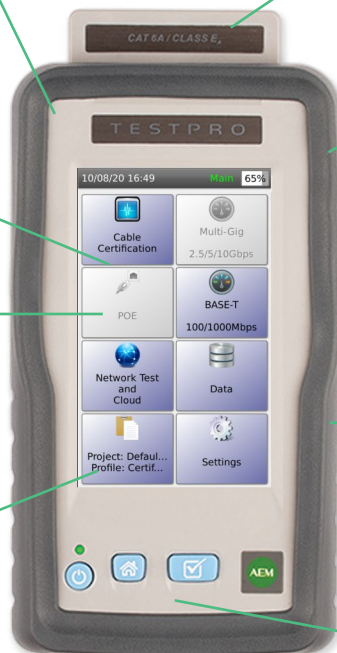 CAT 6A / CLASS EA
TESTPRO
10/08/20 16:49 Main 65%
Cable
Certification
Multi-Gig
2.5/5/10Gbps
POE
BASE-T
100/1000Mbps
Network Test
and
Cloud
Data
Project: Defaul...
Profile: Certif...
Settings
AEM